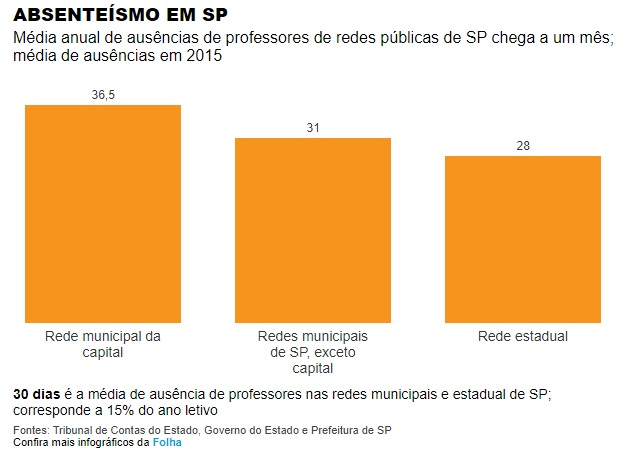 ABSENTEÍSMO EM SP
Média anual de ausências de professores de redes públicas de SP chega a um mês;
média de ausências em 2015
36,5
31
28
Rede municipal da
capital
Redes municipais
de SP, exceto
capital
Rede estadual
30 dias é a média de ausência de professores nas redes municipais e estadual de SP;
corresponde a 15% do ano letivo
Fontes: Tribunal de Contas do Estado, Governo do Estado e Prefeitura de SP
Confira mais infográficos da Folha